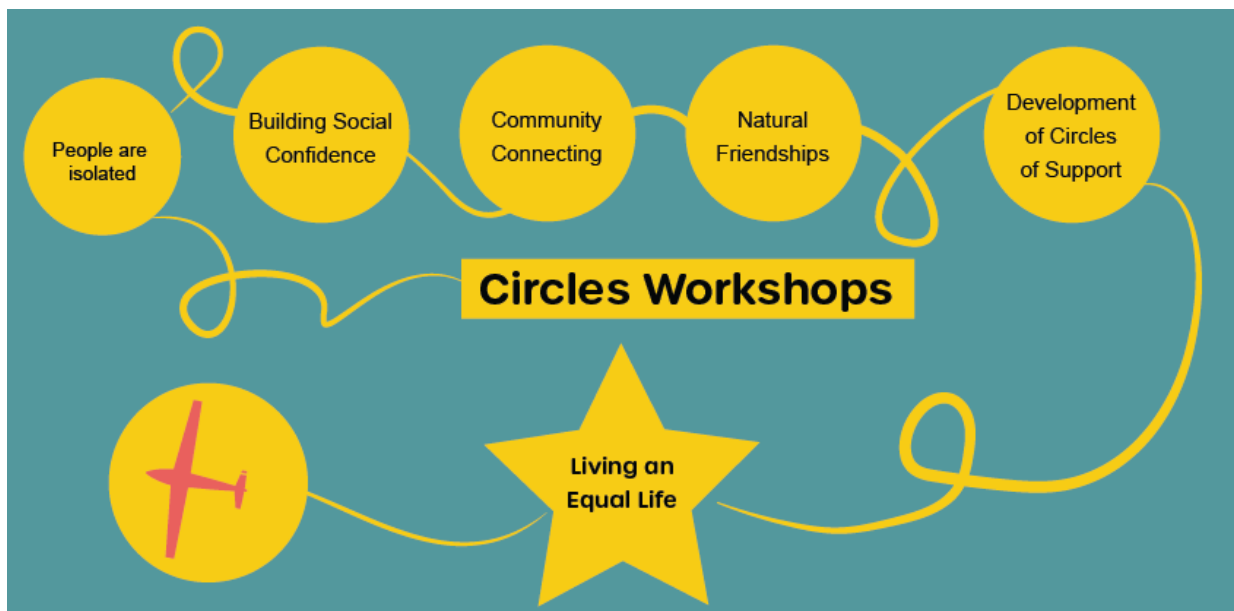 People are
isolated
Building Social
Confidence
Community
Connecting
Natural
Friendships
Development
of Circles
of Support
Circles Workshops
Living an
Equal Life